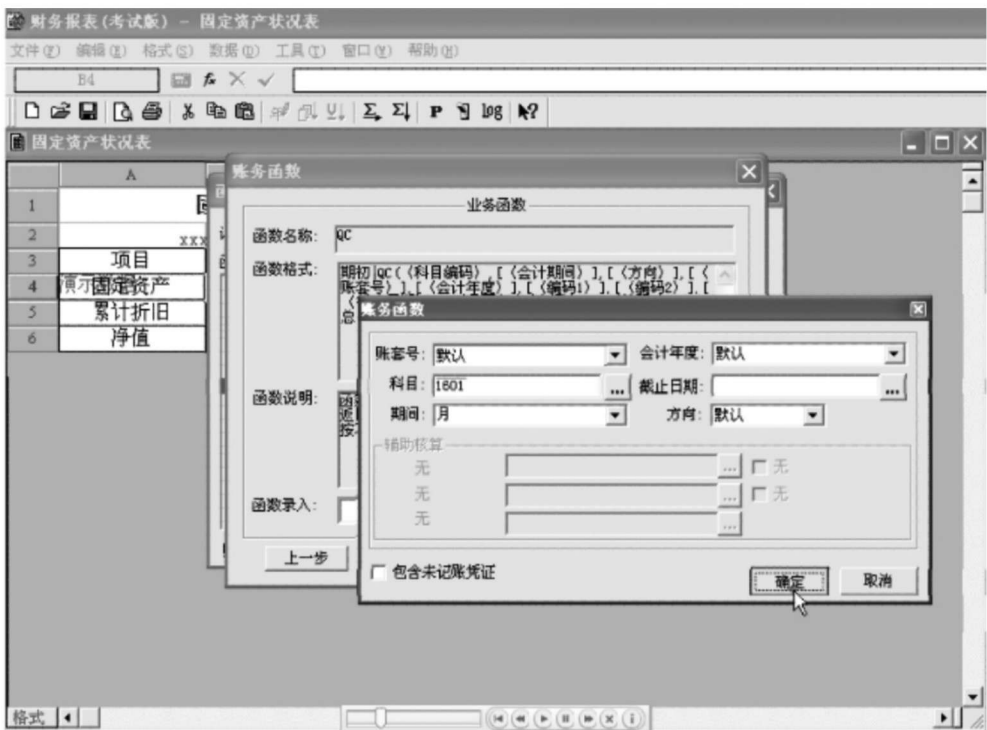 财务报表(考试版) - 固定资产状况表
文件(F) 编辑(E) 格式(S) 数据(D) 工具(T) 窗口(W) 帮助(H)
B4
P log
固定资产状况表
A
1
2 xxx
3 项目
4 演示固定资产
5 累计折旧
6 净值
账务函数
业务函数
函数名称: QC
函数格式: 期初|QC(〈科目编码〉,[〈会计期间〉],[〈方向〉],[〈
账套号〉],[〈会计年度〉],[〈编码1〉],[〈编码2〉],[
函数说明:
函数录入:
上一步
账务函数
账套号: 默认 会计年度: 默认
科目: 1601 截止日期:
期间: 月 方向: 默认
辅助核算
无 无
无 无
无
包含未记账凭证
确定 取消
格式